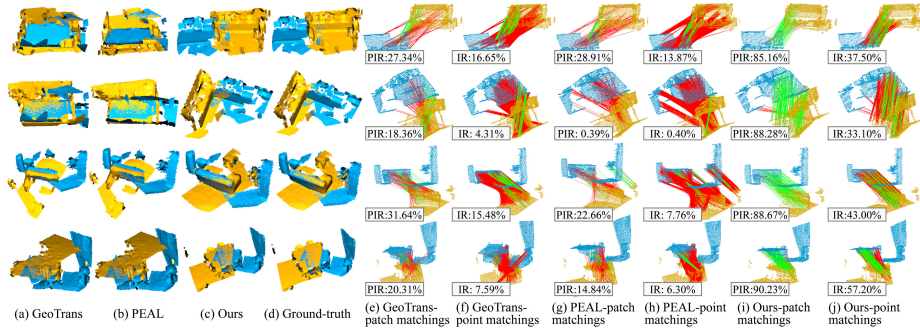 PIR:27.34%
IR:16.65%
PIR:28.91%
IR:13.87%
PIR:85.16%
IR: 37.50%
PIR:18.36%
IR: 4.31%
PIR: 0.39%
IR: 0.40%
PIR:88.28%
IR: 33.10%
PIR:31.64%
IR:15.48%
PIR:22.66%
IR: 7.76%
PIR:88.67%
IR: 43.00%
PIR:20.31%
IR: 7.59%
PIR:14.84%
IR: 6.30%
PIR:90.23%
IR: 57.20%
(a) GeoTrans
(b) PEAL
(c) Ours
(d) Ground-truth
(e) GeoTrans-
patch matchings
(f) GeoTrans-
point matchings
(g) PEAL-patch
matchings
(h) PEAL-point
matchings
(i) Ours-patch
matchings
(j) Ours-point
matchings